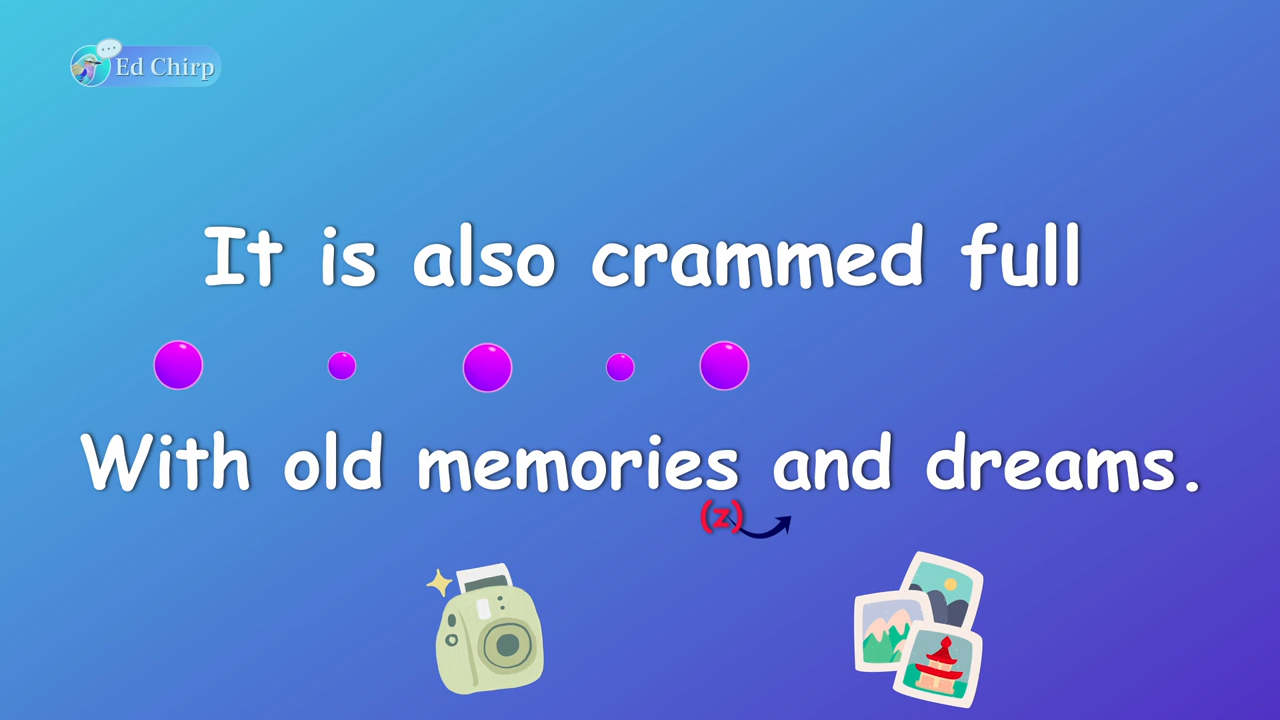 Ed Chirp
It is also crammed full
With old memories and dreams.
(z)